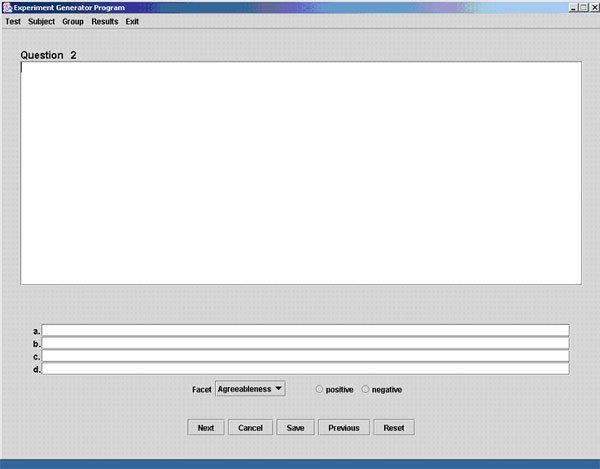 Experiment Generator Program
Test Subject Group Results Exit
Question 2
a.
b.
c.
d.
Facet Agreeableness positive negative
Next Cancel Save Previous Reset